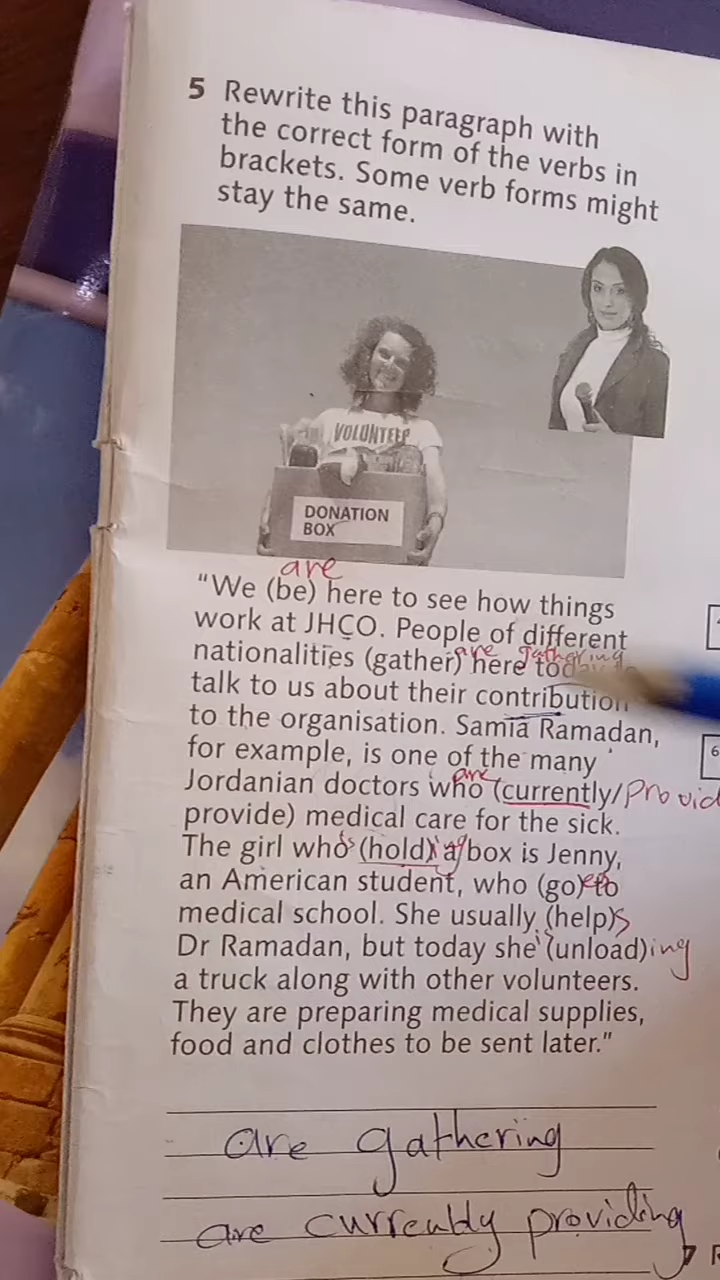 5 Rewrite this paragraph with
the correct form of the verbs in
brackets. Some verb forms might
stay the same.
VOLUNTEER
DONATION
BOX
are
"We (be) here to see how things
work at JHCO. People of different
are gathering
nationalities (gather) here today to
talk to us about their contribution
to the organisation. Samia Ramadan,
for example, is one of the many
are
Jordanian doctors who (currently/ provid
provide) medical care for the sick.
The girl who's (hold) a box is Jenny,
an American student, who (go)es to
medical school. She usually (help)s
Dr Ramadan, but today she is (unload)ing
a truck along with other volunteers.
They are preparing medical supplies,
food and clothes to be sent later."
are gathering
are currently providing
7
6